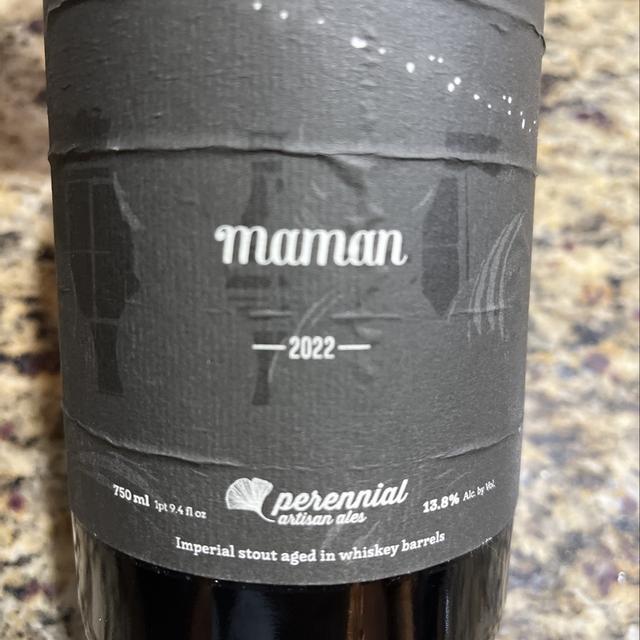 maman
2022
750 ml 1pt 9.4 fl oz
perennial
artisan ales
13.8% Alc. by Vol.
Imperial stout aged in whiskey barrels